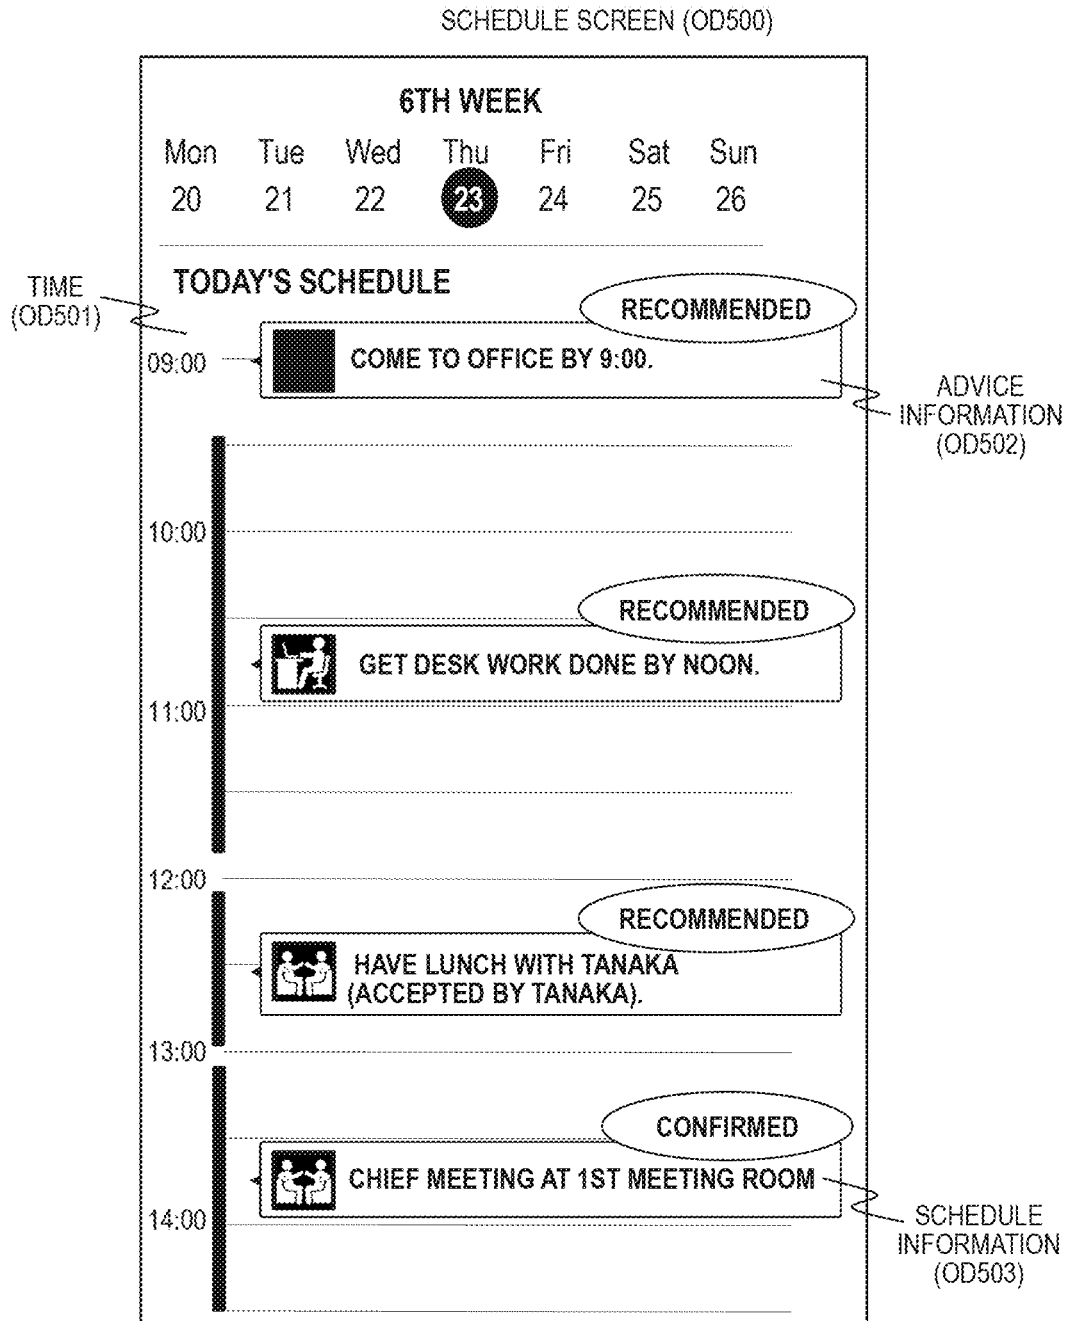 SCHEDULE SCREEN (OD500)
6TH WEEK
Mon Tue Wed Thu Fri Sat Sun
20 21 22 23 24 25 26
TODAY'S SCHEDULE
TIME
(OD501)
RECOMMENDED
09:00
COME TO OFFICE BY 9:00.
ADVICE
INFORMATION
(OD502)
10:00
RECOMMENDED
GET DESK WORK DONE BY NOON.
11:00
12:00
RECOMMENDED
HAVE LUNCH WITH TANAKA
(ACCEPTED BY TANAKA).
13:00
CONFIRMED
CHIEF MEETING AT 1ST MEETING ROOM
14:00
SCHEDULE
INFORMATION
(OD503)